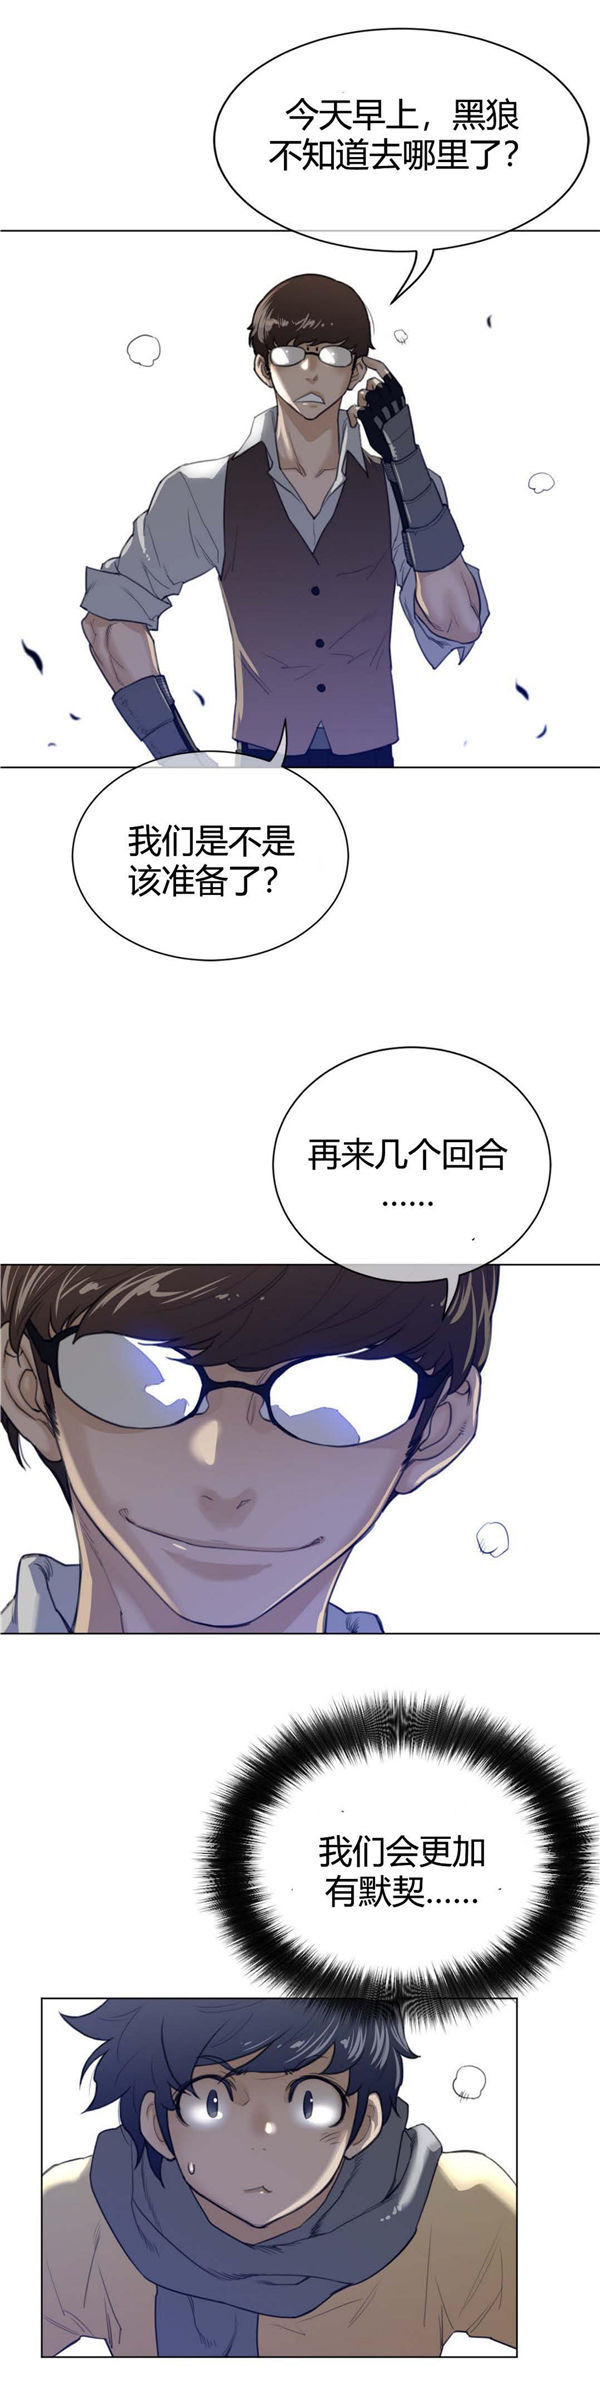 今天早上，黑狼
不知道去哪里了？
我们是不是
该准备了？
再来几个回合
……
我们会更加
有默契……